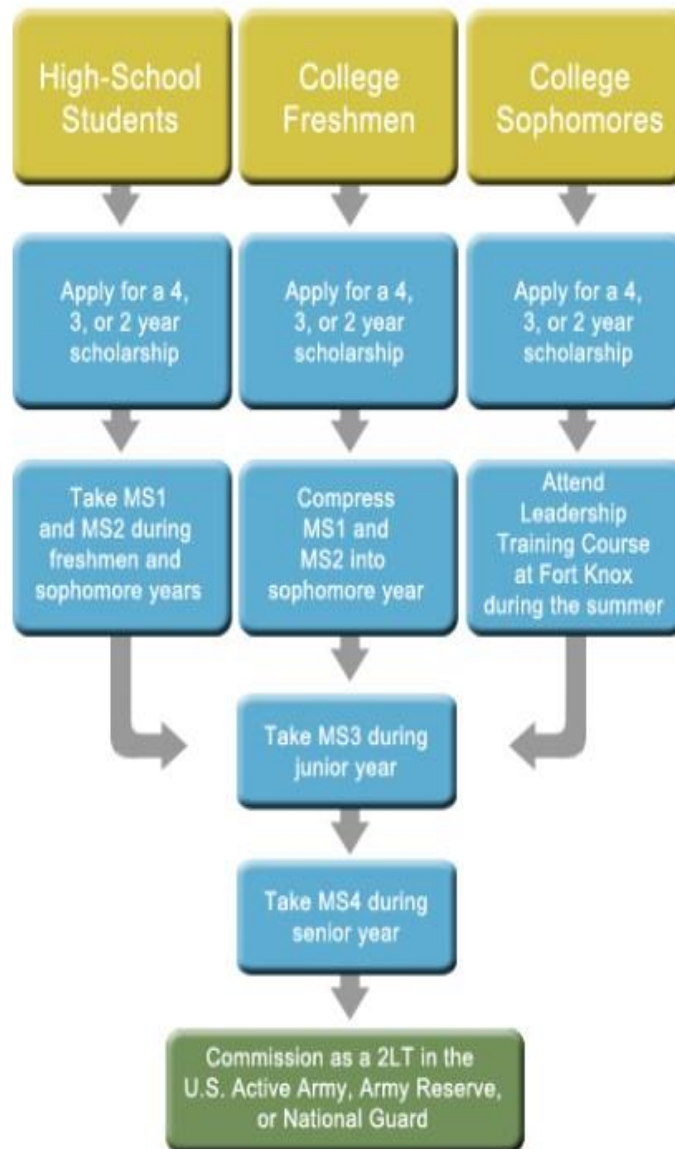 High-School
Students
College
Freshmen
College
Sophomores
Apply for a 4,
3, or 2 year
scholarship
Apply for a 4,
3, or 2 year
scholarship
Apply for a 4,
3, or 2 year
scholarship
Take MS1
and MS2 during
freshmen and
sophomore years
Compress
MS1 and
MS2 into
sophomore year
Attend
Leadership
Training Course
at Fort Knox
during the summer
Take MS3 during
junior year
Take MS4 during
senior year
Commission as a 2LT in the
U.S. Active Army, Army Reserve,
or National Guard